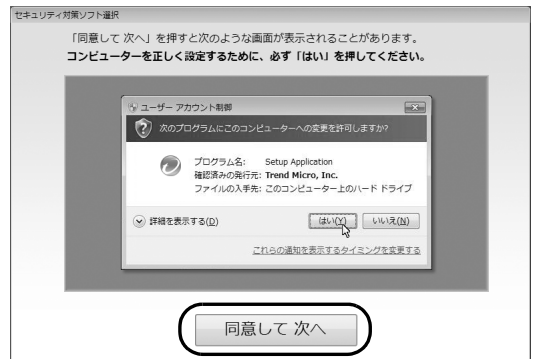 セキュリティ対策ソフト選択
「同意して 次へ」を押すと次のような画面が表示されることがあります。
コンピューターを正しく設定するために、必ず「はい」を押してください。
ユーザー アカウント制御
次のプログラムにこのコンピューターへの変更を許可しますか?
プログラム名: Setup Application
確認済みの発行元: Trend Micro, Inc.
ファイルの入手先: このコンピューター上のハード ドライブ
詳細を表示する(D) はい(Y) いいえ(N)
これらの通知を表示するタイミングを変更する
同意して 次へ